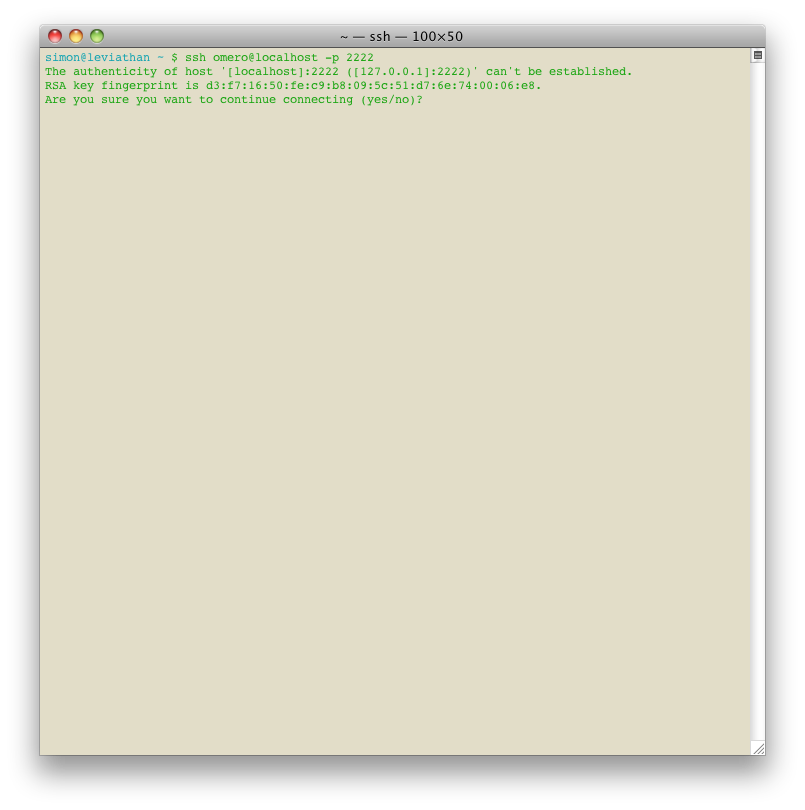 ~ — ssh — 100×50
simon@leviathan ~ $ ssh omero@localhost -p 2222
The authenticity of host '[localhost]:2222 ([127.0.0.1]:2222)' can't be established.
RSA key fingerprint is d3:f7:16:50:fe:c9:b8:09:5c:51:d7:6e:74:00:06:e8.
Are you sure you want to continue connecting (yes/no)?